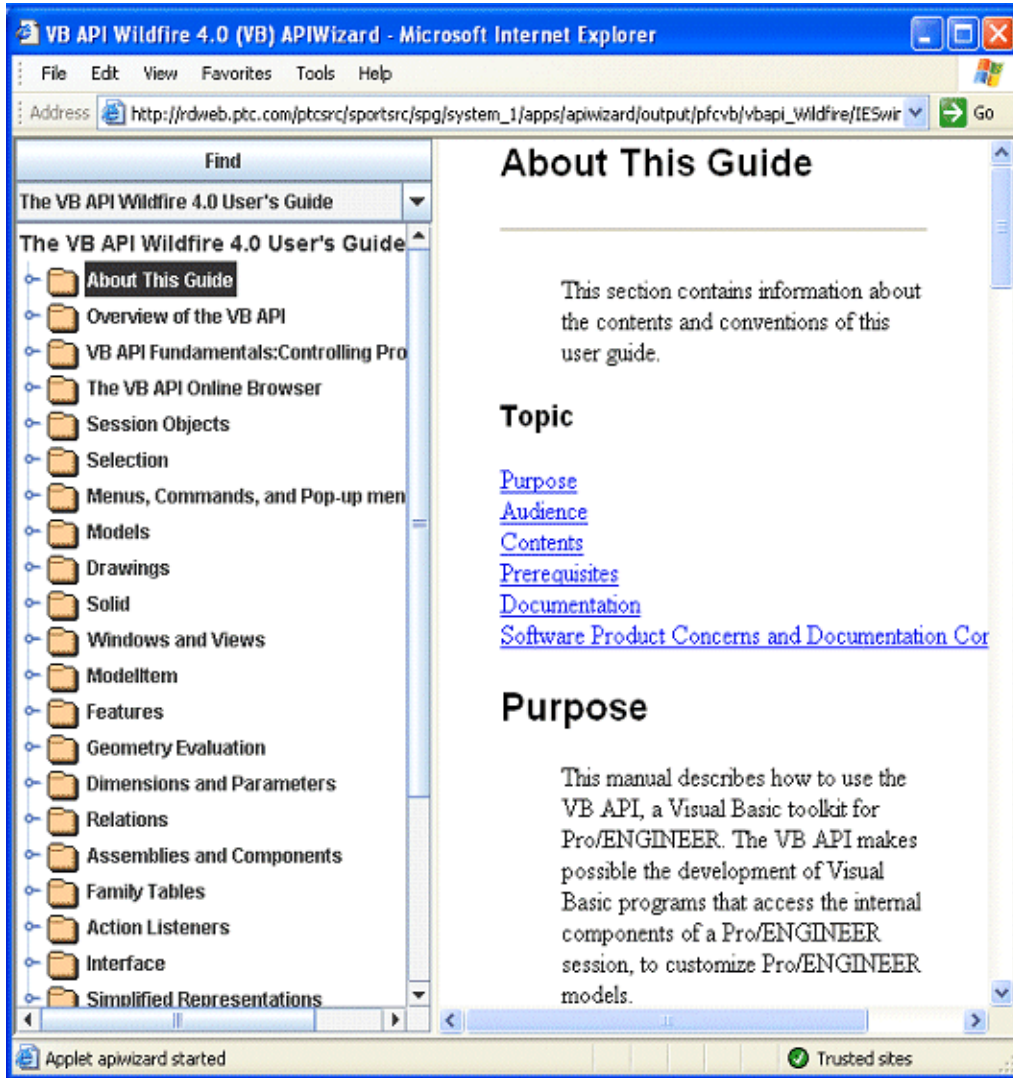 VB API Wildfire 4.0 (VB) APIWizard - Microsoft Internet Explorer
File Edit View Favorites Tools Help
Address http://rdweb.ptc.com/ptcsrc/sportsrc/spg/system_1/apps/apiwizard/output/pfcvb/vbapi_Wildfire/IESwir Go
Find
The VB API Wildfire 4.0 User's Guide
The VB API Wildfire 4.0 User's Guide
About This Guide
Overview of the VB API
VB API Fundamentals:Controlling Pro
The VB API Online Browser
Session Objects
Selection
Menus, Commands, and Pop-up men
Models
Drawings
Solid
Windows and Views
ModelItem
Features
Geometry Evaluation
Dimensions and Parameters
Relations
Assemblies and Components
Family Tables
Action Listeners
Interface
Simplified Representations
About This Guide
This section contains information about
the contents and conventions of this
user guide.
Topic
Purpose
Audience
Contents
Prerequisites
Documentation
Software Product Concerns and Documentation Cor
Purpose
This manual describes how to use the
VB API, a Visual Basic toolkit for
Pro/ENGINEER. The VB API makes
possible the development of Visual
Basic programs that access the internal
components of a Pro/ENGINEER
session, to customize Pro/ENGINEER
models.
Applet apiwizard started
Trusted sites